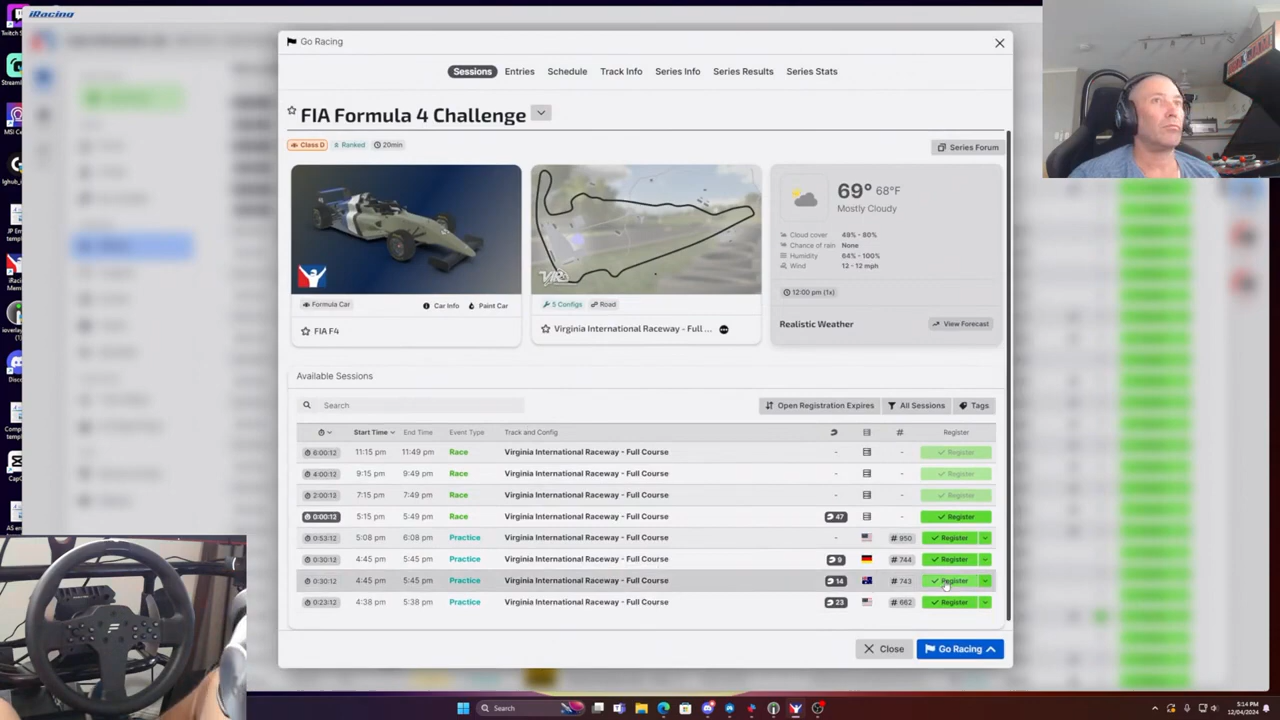 iRacing
Go Racing
Sessions Entries Schedule Track Info Series Info Series Results Series Stats
FIA Formula 4 Challenge
Class D Ranked 20min
Series Forum
69° 68°F
Mostly Cloudy
Cloud cover 49% - 80%
Chance of rain None
Humidity 64% - 100%
Wind 12 - 12 mph
12:00 pm (1x)
Realistic Weather View Forecast
VIR
Formula Car Car Info Paint Car
FIA F4
5 Configs Road
Virginia International Raceway - Full ...
Available Sessions
Search Open Registration Expires All Sessions Tags
Start Time End Time Event Type Track and Config # Register
6:00:12 11:15 pm 11:49 pm Race Virginia International Raceway - Full Course - - Register
4:00:12 9:15 pm 9:49 pm Race Virginia International Raceway - Full Course - - Register
2:00:13 7:15 pm 7:49 pm Race Virginia International Raceway - Full Course - - Register
0:00:12 5:15 pm 5:49 pm Race Virginia International Raceway - Full Course 47 - Register
0:53:12 5:08 pm 6:08 pm Practice Virginia International Raceway - Full Course - # 950 Register
0:30:13 4:45 pm 5:45 pm Practice Virginia International Raceway - Full Course 9 # 744 Register
0:30:12 4:45 pm 5:45 pm Practice Virginia International Raceway - Full Course 14 # 743 Register
0:23:12 4:38 pm 5:38 pm Practice Virginia International Raceway - Full Course 23 # 662 Register
Close Go Racing
Search
5:14 PM
12/04/2024